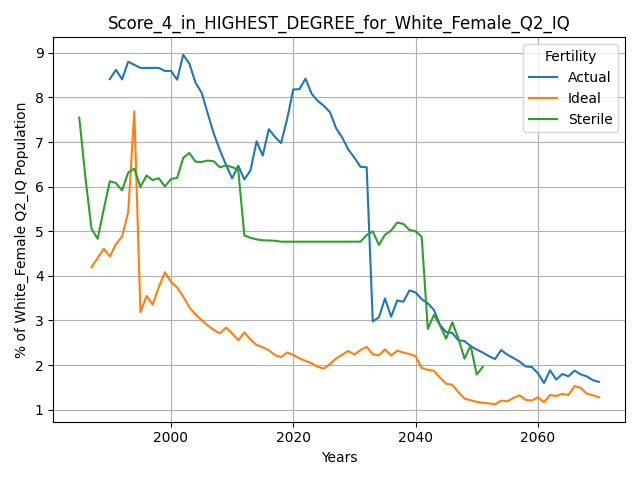 Score_4_in_HIGHEST_DEGREE_for_White_Female_Q2_IQ
% of White_Female Q2_IQ Population
9
8
7
6
5
4
3
2
1
Fertility
Actual
Ideal
Sterile
2000
2020
2040
2060
Years